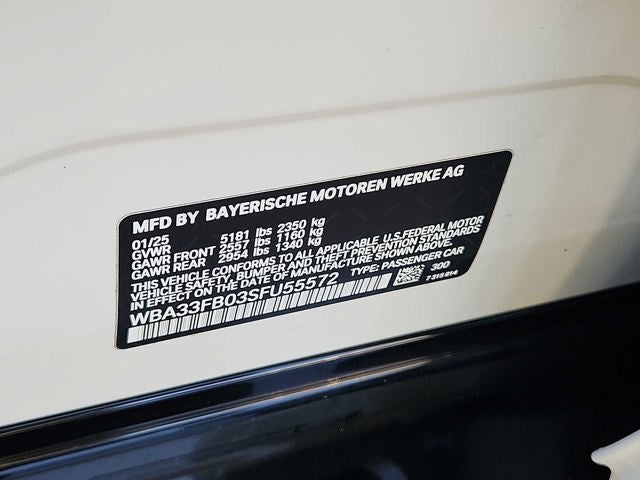 MFD BY BAYERISCHE MOTOREN WERKE AG
01/25
GVWR 5181 lbs 2350 kg
GAWR FRONT 2557 lbs 1160 kg
GAWR REAR 2954 lbs 1340 kg
THIS VEHICLE CONFORMS TO ALL APPLICABLE U.S.FEDERAL MOTOR
VEHICLE SAFETY, BUMPER AND THEFT PREVENTION STANDARDS
IN EFFECT ON THE DATE OF MANUFACTURE SHOWN ABOVE.
WBA33FB03SFU55572 TYPE: PASSENGER CAR
300
7 315 614